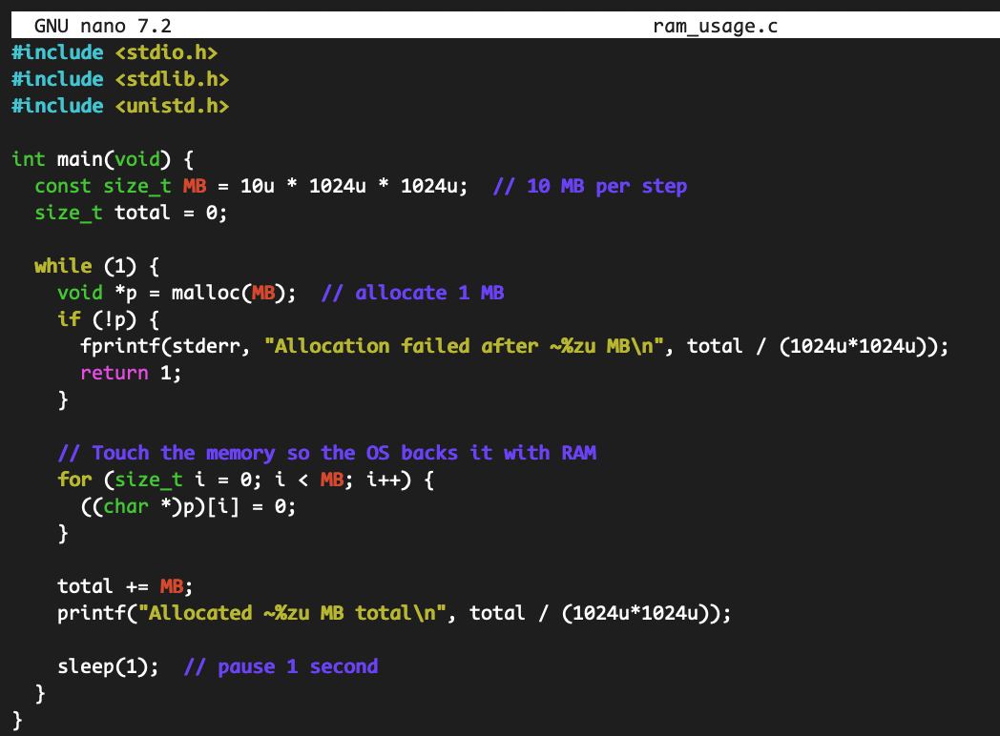 GNU nano 7.2 ram_usage.c
#include <stdio.h>
#include <stdlib.h>
#include <unistd.h>
int main(void) {
const size_t MB = 10u * 1024u * 1024u; // 10 MB per step
size_t total = 0;
while (1) {
void *p = malloc(MB); // allocate 1 MB
if (!p) {
fprintf(stderr, "Allocation failed after ~%zu MB\n", total / (1024u*1024u));
return 1;
}
// Touch the memory so the OS backs it with RAM
for (size_t i = 0; i < MB; i++) {
((char *)p)[i] = 0;
}
total += MB;
printf("Allocated ~%zu MB total\n", total / (1024u*1024u));
sleep(1); // pause 1 second
}
}